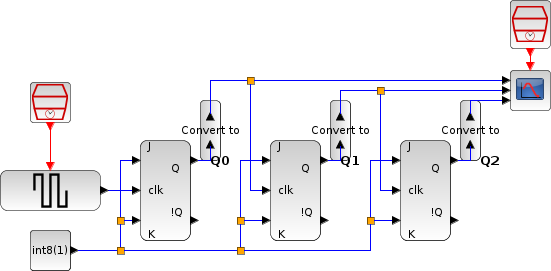 Convert to
Convert to
Convert to
J
Q
Q0
clk
!Q
K
J
Q
Q1
clk
!Q
K
J
Q
Q2
clk
!Q
K
int8(1)